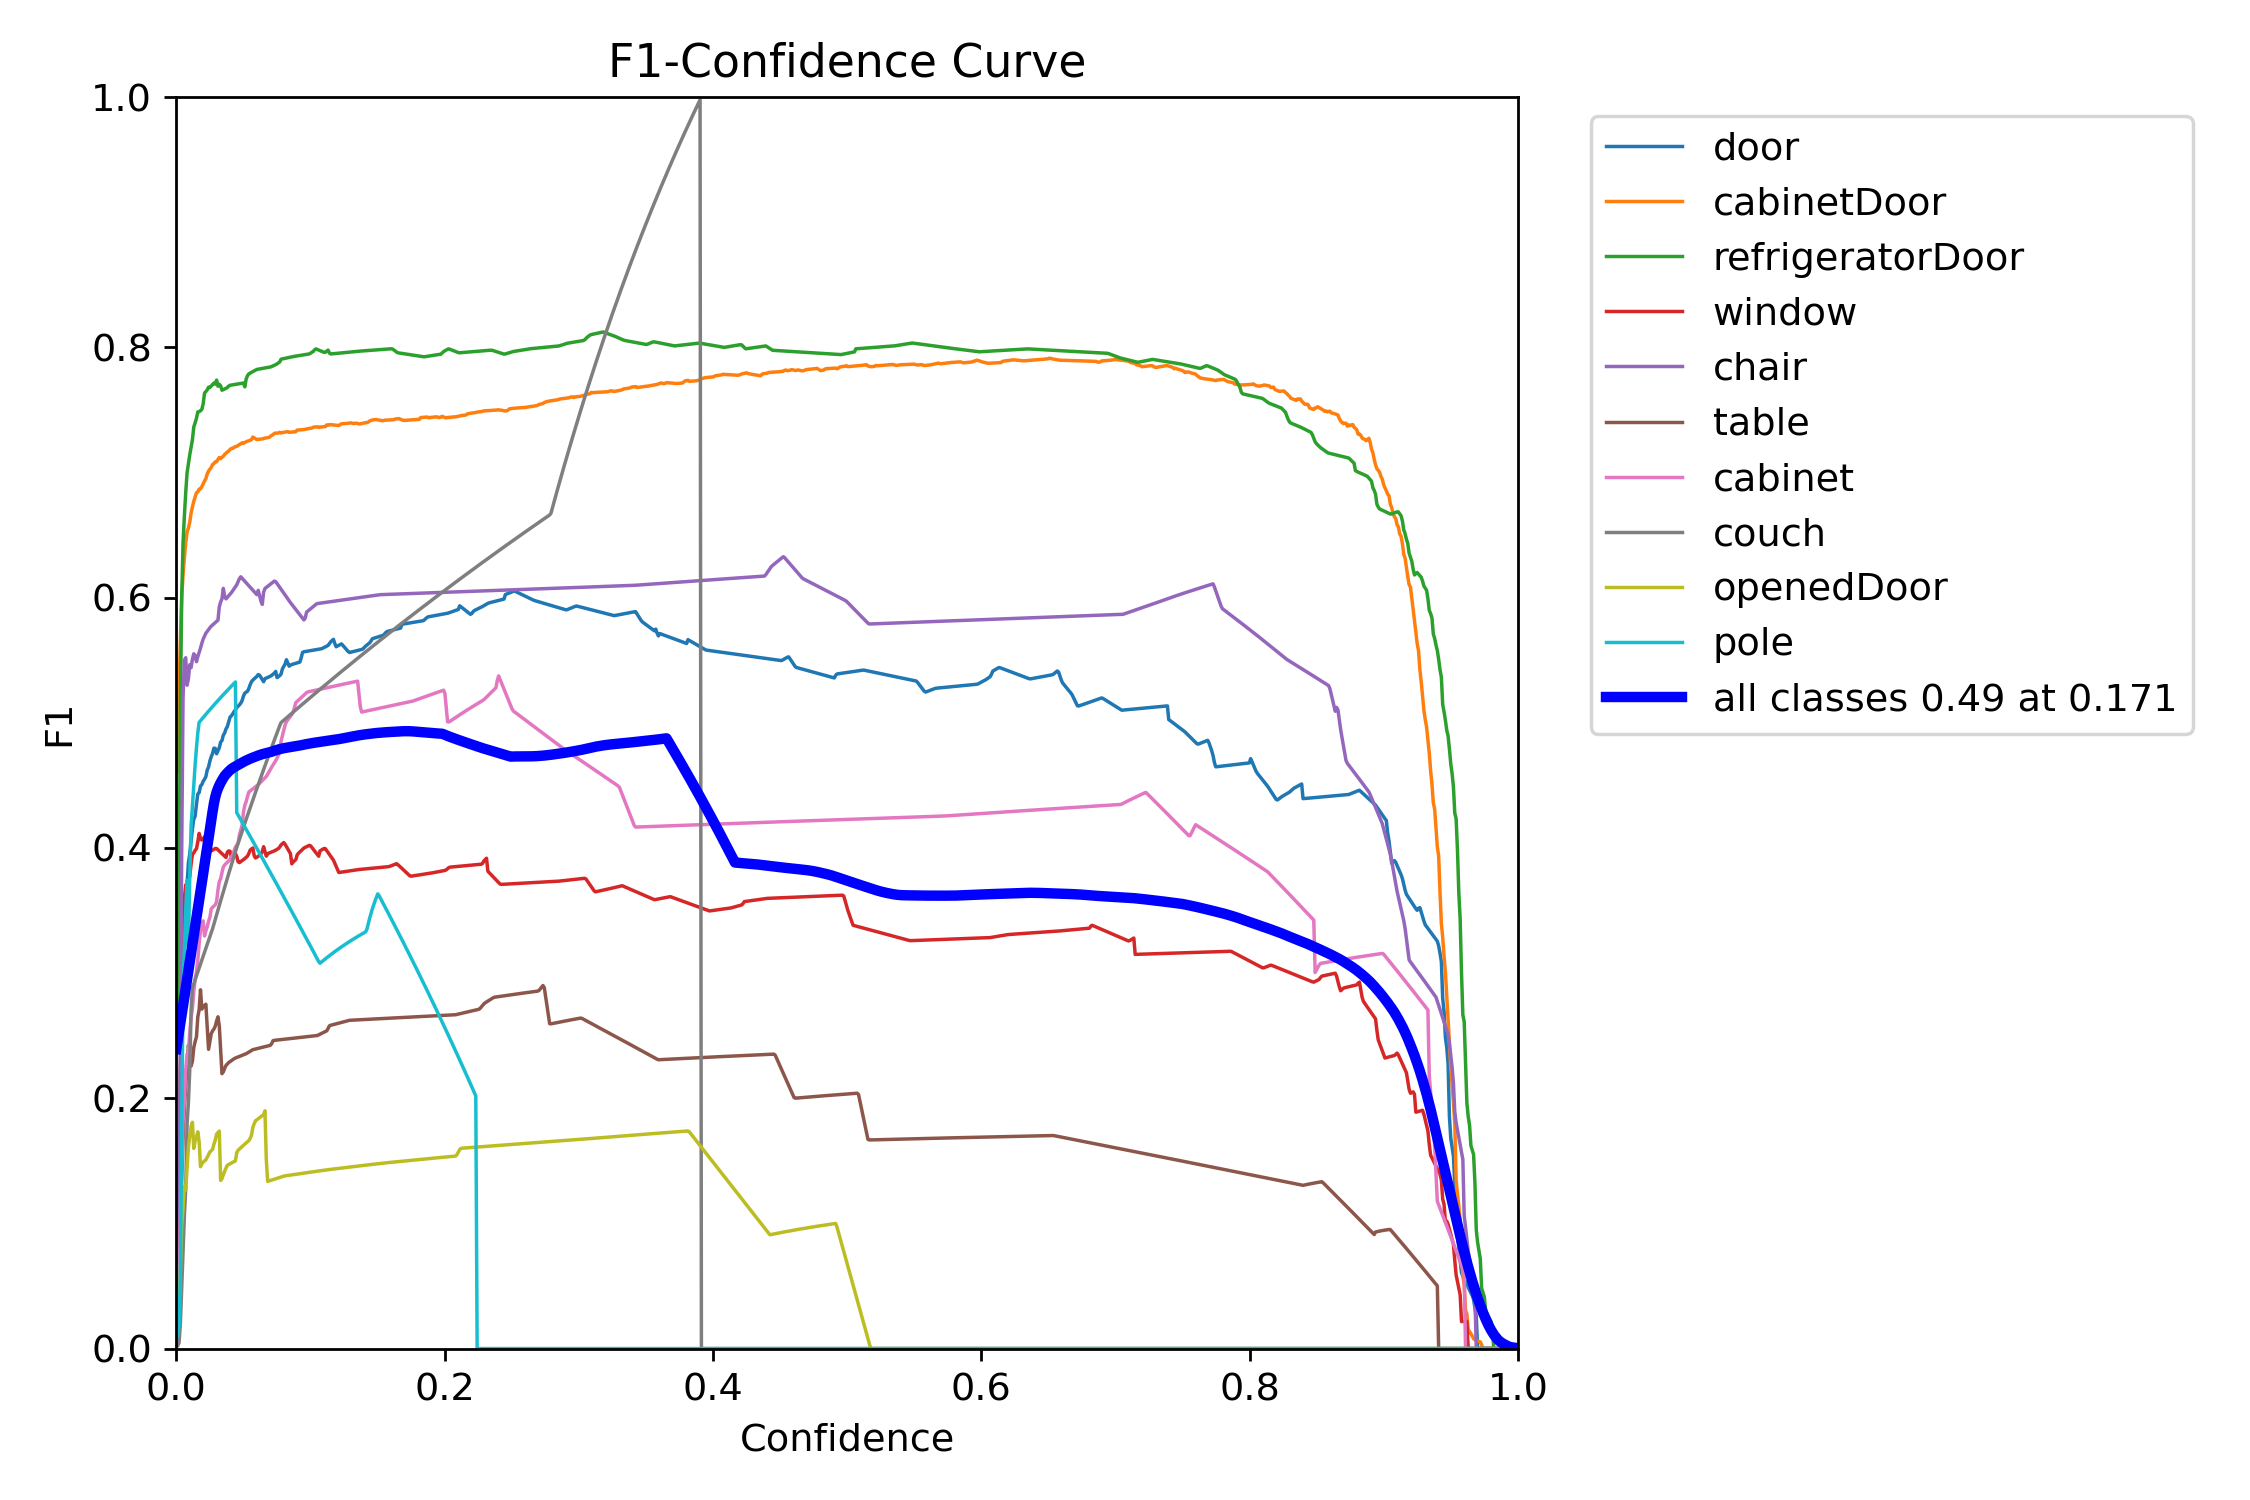 F1-Confidence Curve
1.0
0.8
0.6
0.4
0.2
0.0
F1
0.0 0.2 0.4 0.6 0.8 1.0
Confidence
door
cabinetDoor
refrigeratorDoor
window
chair
table
cabinet
couch
openedDoor
pole
all classes 0.49 at 0.171